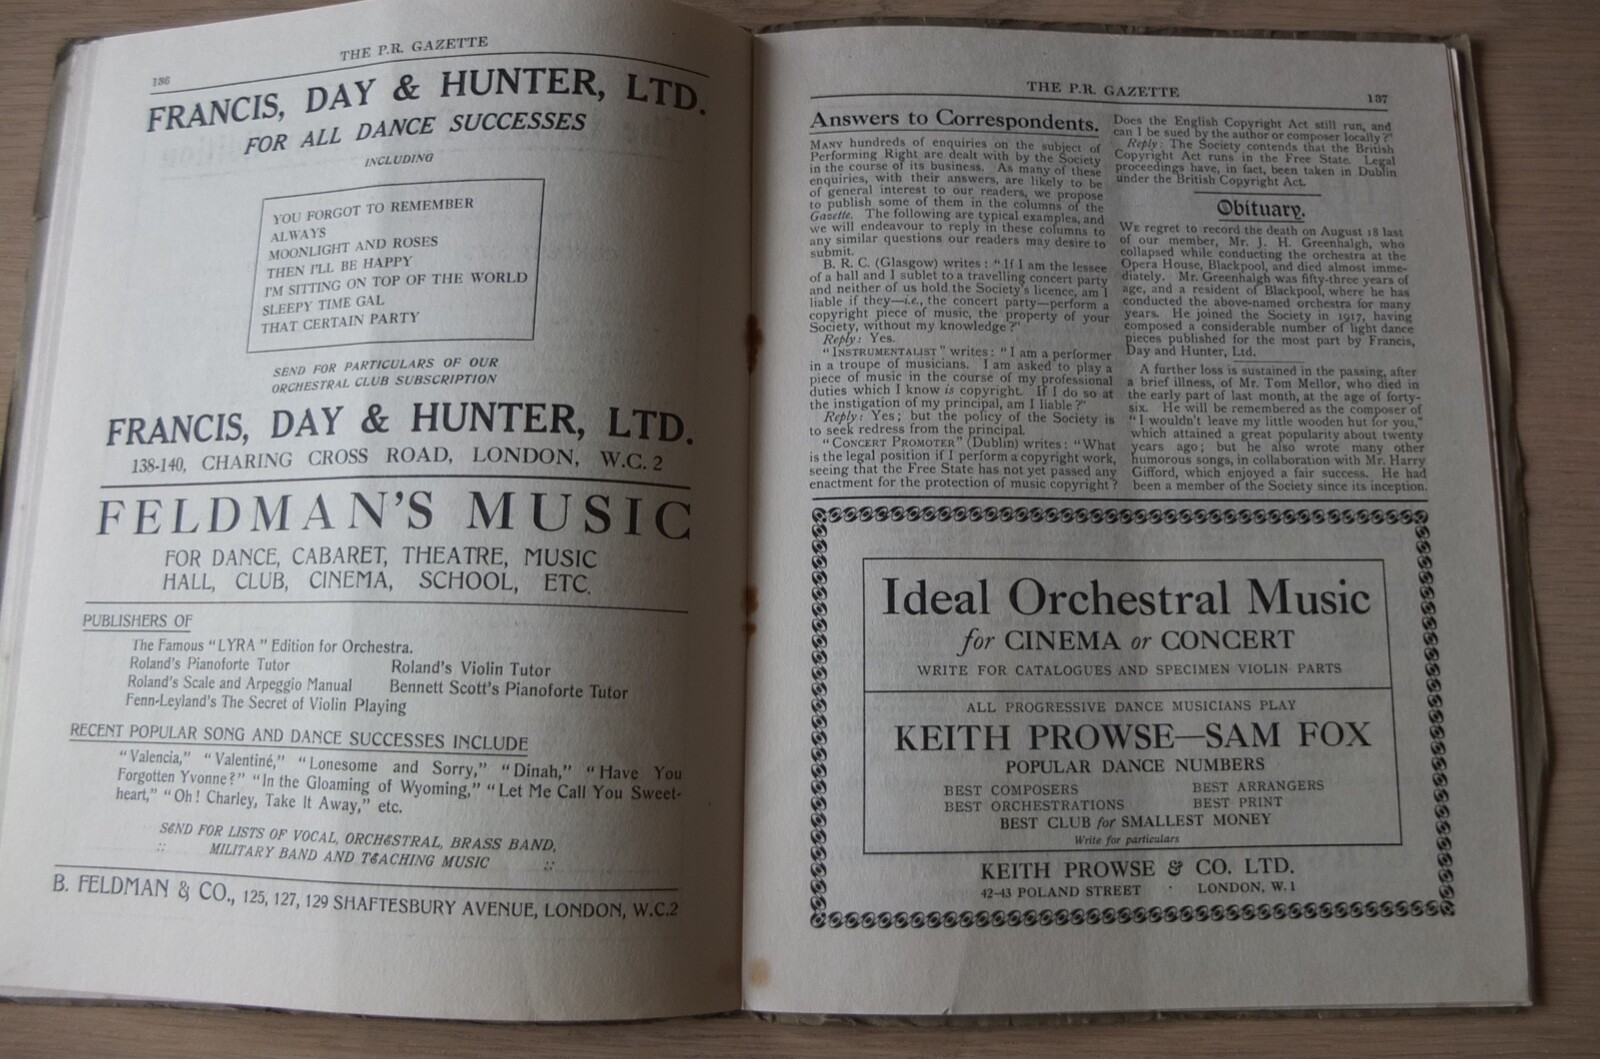 THE P.R. GAZETTE
136
FRANCIS, DAY & HUNTER, LTD.
FOR ALL DANCE SUCCESSES
INCLUDING
YOU FORGOT TO REMEMBER
ALWAYS
MOONLIGHT AND ROSES
THEN I'LL BE HAPPY
I'M SITTING ON TOP OF THE WORLD
SLEEPY TIME GAL
THAT CERTAIN PARTY
SEND FOR PARTICULARS OF OUR
ORCHESTRAL CLUB SUBSCRIPTION
FRANCIS, DAY & HUNTER, LTD.
138-140, CHARING CROSS ROAD, LONDON, W.C. 2
FELDMAN'S MUSIC
FOR DANCE, CABARET, THEATRE, MUSIC
HALL, CLUB, CINEMA, SCHOOL, ETC.
PUBLISHERS OF
The Famous "LYRA" Edition for Orchestra.
Roland's Pianoforte Tutor Roland's Violin Tutor
Roland's Scale and Arpeggio Manual Bennett Scott's Pianoforte Tutor
Fenn-Leyland's The Secret of Violin Playing
RECENT POPULAR SONG AND DANCE SUCCESSES INCLUDE
"Valencia," "Valentiné," "Lonesome and Sorry," "Dinah," "Have You
Forgotten Yvonne?" "In the Gloaming of Wyoming," "Let Me Call You Sweet-
heart," "Oh! Charley, Take It Away," etc.
SEND FOR LISTS OF VOCAL, ORCHESTRAL, BRASS BAND,
:: MILITARY BAND AND TEACHING MUSIC ::
B. FELDMAN & CO., 125, 127, 129 SHAFTESBURY AVENUE, LONDON, W.C.2
THE P.R. GAZETTE
137
Answers to Correspondents.
MANY hundreds of enquiries on the subject of
Performing Right are dealt with by the Society
in the course of its business. As many of these
enquiries, with their answers, are likely to be
of general interest to our readers, we propose
to publish some of them in the columns of the
Gazette. The following are typical examples, and
we will endeavour to reply in these columns to
any similar questions our readers may desire to
submit.
B. R. C. (Glasgow) writes: "If I am the lessee
of a hall and I sublet to a travelling concert party
and neither of us hold the Society's licence, am I
liable if they—i.e., the concert party—perform a
copyright piece of music, the property of your
Society, without my knowledge?"
Reply: Yes.
"INSTRUMENTALIST" writes: "I am a performer
in a troupe of musicians. I am asked to play a
piece of music in the course of my professional
duties which I know is copyright. If I do so at
the instigation of my principal, am I liable?"
Reply: Yes; but the policy of the Society is
to seek redress from the principal.
"CONCERT PROMOTER" (Dublin) writes: "What
is the legal position if I perform a copyright work,
seeing that the Free State has not yet passed any
enactment for the protection of music copyright?
Does the English Copyright Act still run, and
can I be sued by the author or composer locally?"
Reply: The Society contends that the British
Copyright Act runs in the Free State. Legal
proceedings have, in fact, been taken in Dublin
under the British Copyright Act.
Obituary.
WE regret to record the death on August 18 last
of our member, Mr. J. H. Greenhalgh, who
collapsed while conducting the orchestra at the
Opera House, Blackpool, and died almost imme-
diately. Mr. Greenhalgh was fifty-three years of
age, and a resident of Blackpool, where he has
conducted the above-named orchestra for many
years. He joined the Society in 1917, having
composed a considerable number of light dance
pieces published for the most part by Francis,
Day and Hunter, Ltd.
A further loss is sustained in the passing, after
a brief illness, of Mr. Tom Mellor, who died in
the early part of last month, at the age of forty-
six. He will be remembered as the composer of
"I wouldn't leave my little wooden hut for you,"
which attained a great popularity about twenty
years ago; but he also wrote many other
humorous songs, in collaboration with Mr. Harry
Gifford, which enjoyed a fair success. He had
been a member of the Society since its inception.
Ideal Orchestral Music
for CINEMA or CONCERT
WRITE FOR CATALOGUES AND SPECIMEN VIOLIN PARTS
ALL PROGRESSIVE DANCE MUSICIANS PLAY
KEITH PROWSE—SAM FOX
POPULAR DANCE NUMBERS
BEST COMPOSERS BEST ARRANGERS
BEST ORCHESTRATIONS BEST PRINT
BEST CLUB for SMALLEST MONEY
Write for particulars
KEITH PROWSE & CO. LTD.
42-43 POLAND STREET · LONDON, W. 1